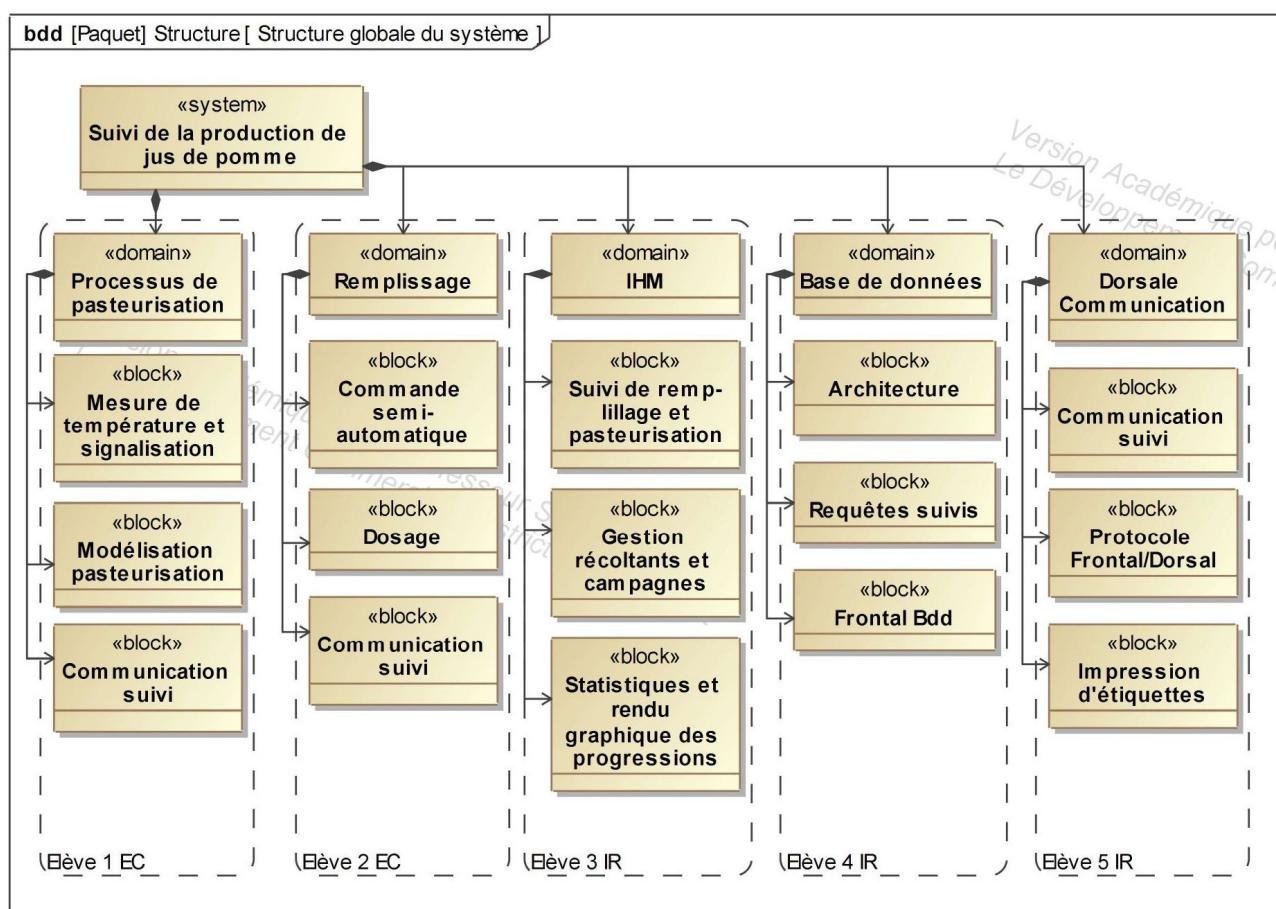 bdd [Paquet] Structure [ Structure globale du système ]
«system»
Suivi de la production de
jus de pomme
Version Académique
Le Développem
«domain»
Processus de
pasteurisation
«block»
Mesure de
température et
signalisation
«block»
Modélisation
pasteurisation
«block»
Communication
suivi
Elève 1 EC
«domain»
Remplissage
«block»
Commande
semi-
automatique
«block»
Dosage
«block»
Communication
suivi
Elève 2 EC
«domain»
IHM
«block»
Suivi de remp-
lillage et
pasteurisation
«block»
Gestion
récoltants et
campagnes
«block»
Statistiques et
rendu
graphique des
progressions
Elève 3 IR
«domain»
Base de données
«block»
Architecture
«block»
Requêtes suivis
«block»
Frontal Bdd
Elève 4 IR
«domain»
Dorsale
Communication
«block»
Communication
suivi
«block»
Protocole
Frontal/Dorsal
«block»
Impression
d'étiquettes
Elève 5 IR